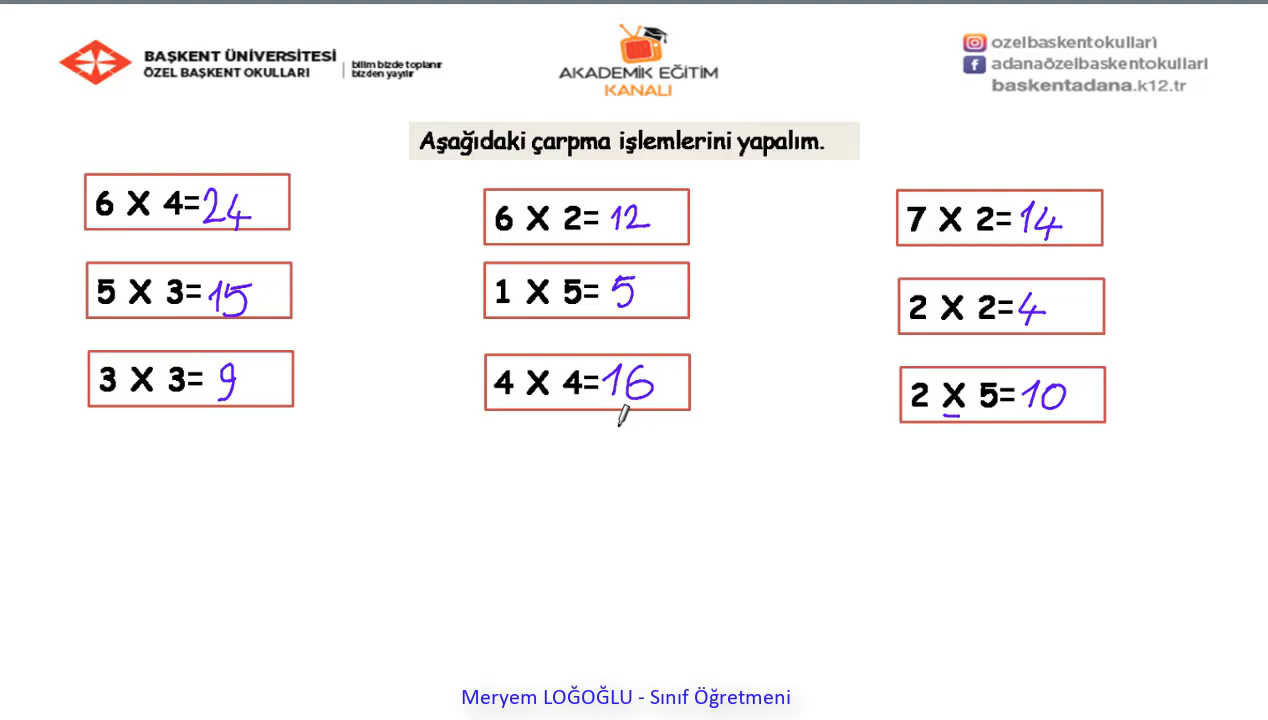 BAŞKENT ÜNİVERSİTESİ
ÖZEL BAŞKENT OKULLARI
bilim bizde toplanır
bizden yayılır
AKADEMİK EĞİTİM
KANALI
ozelbaskentokulları
adanaözelbaskentokullari
baskentadana.k12.tr
Aşağıdaki çarpma işlemlerini yapalım.
6 X 4=24
6 X 2= 12
7 X 2=14
5 X 3=15
1 X 5= 5
2 X 2=4
3 X 3= 9
4 X 4=16
2 X 5=10
Meryem LOĞOĞLU - Sınıf Öğretmeni